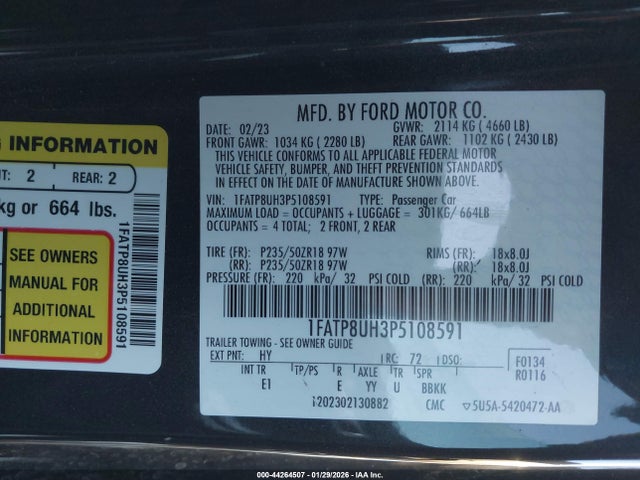 G INFORMATION
NT: 2 REAR: 2
kg or 664 lbs.
SEE OWNERS
MANUAL FOR
ADDITIONAL
INFORMATION
1FATP8UH3P5108591
MFD. BY FORD MOTOR CO.
DATE: 02/23 GVWR: 2114 KG ( 4660 LB)
FRONT GAWR: 1034 KG ( 2280 LB) REAR GAWR: 1102 KG ( 2430 LB)
THIS VEHICLE CONFORMS TO ALL APPLICABLE FEDERAL MOTOR
VEHICLE SAFETY, BUMPER, AND THEFT PREVENTION STANDARDS
IN EFFECT ON THE DATE OF MANUFACTURE SHOWN ABOVE.
VIN: 1FATP8UH3P5108591 TYPE: Passenger Car
MAXIMUM LOAD = OCCUPANTS + LUGGAGE = 301KG/ 664LB
OCCUPANTS = 4 TOTAL; 2 FRONT, 2 REAR
TIRE (FR): P235/50ZR18 97W RIMS (FR): 18x8.0J
(RR): P235/50ZR18 97W (RR): 18x8.0J
PRESSURE (FR): 220 kPa/ 32 PSI COLD (RR): 220 kPa/ 32 PSI COLD
1FATP8UH3P5108591
TRAILER TOWING - SEE OWNER GUIDE
EXT PNT: HY RC: 72 DSO: F0134
INT TR TP/PS R AXLE TR SPR R0116
E1 E YY U BBKK
1202302130882 CMC ▽5U5A-5420472-AA
000-44264507 - 01/29/2026 - IAA Inc.